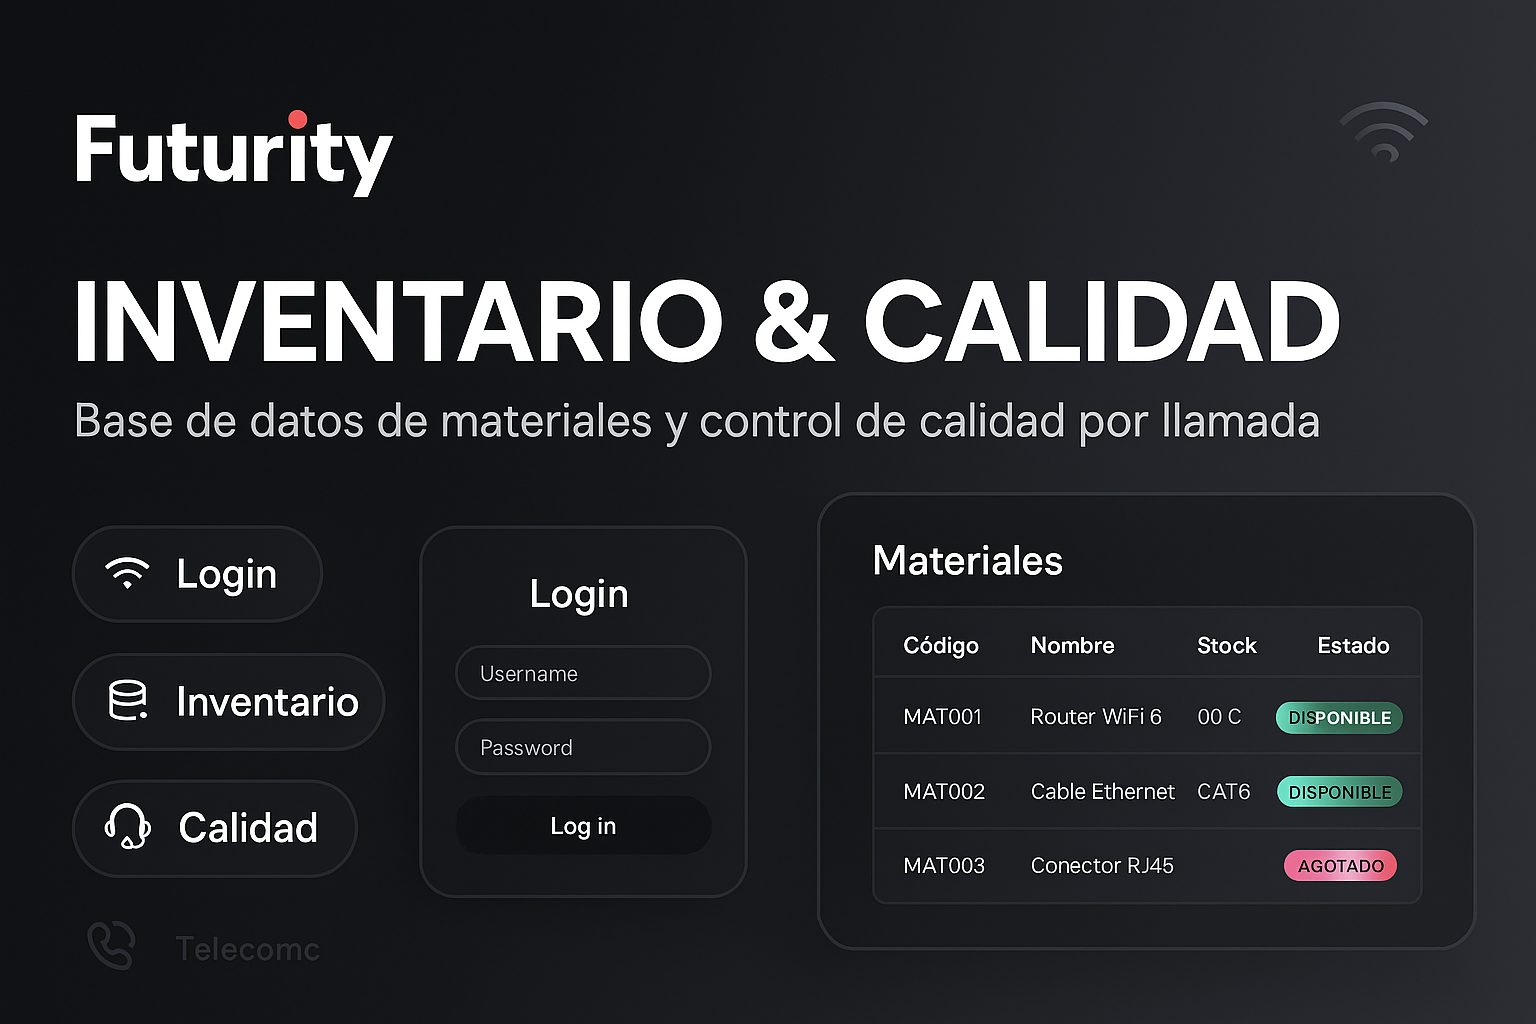 Futurity
INVENTARIO & CALIDAD
Base de datos de materiales y control de calidad por llamada
Login
Inventario
Calidad
Telecomc
Login
Username
Password
Log in
Materiales
Código Nombre Stock Estado
MAT001 Router WiFi 6 00 C DISPONIBLE
MAT002 Cable Ethernet CAT6 DISPONIBLE
MAT003 Conector RJ45 AGOTADO